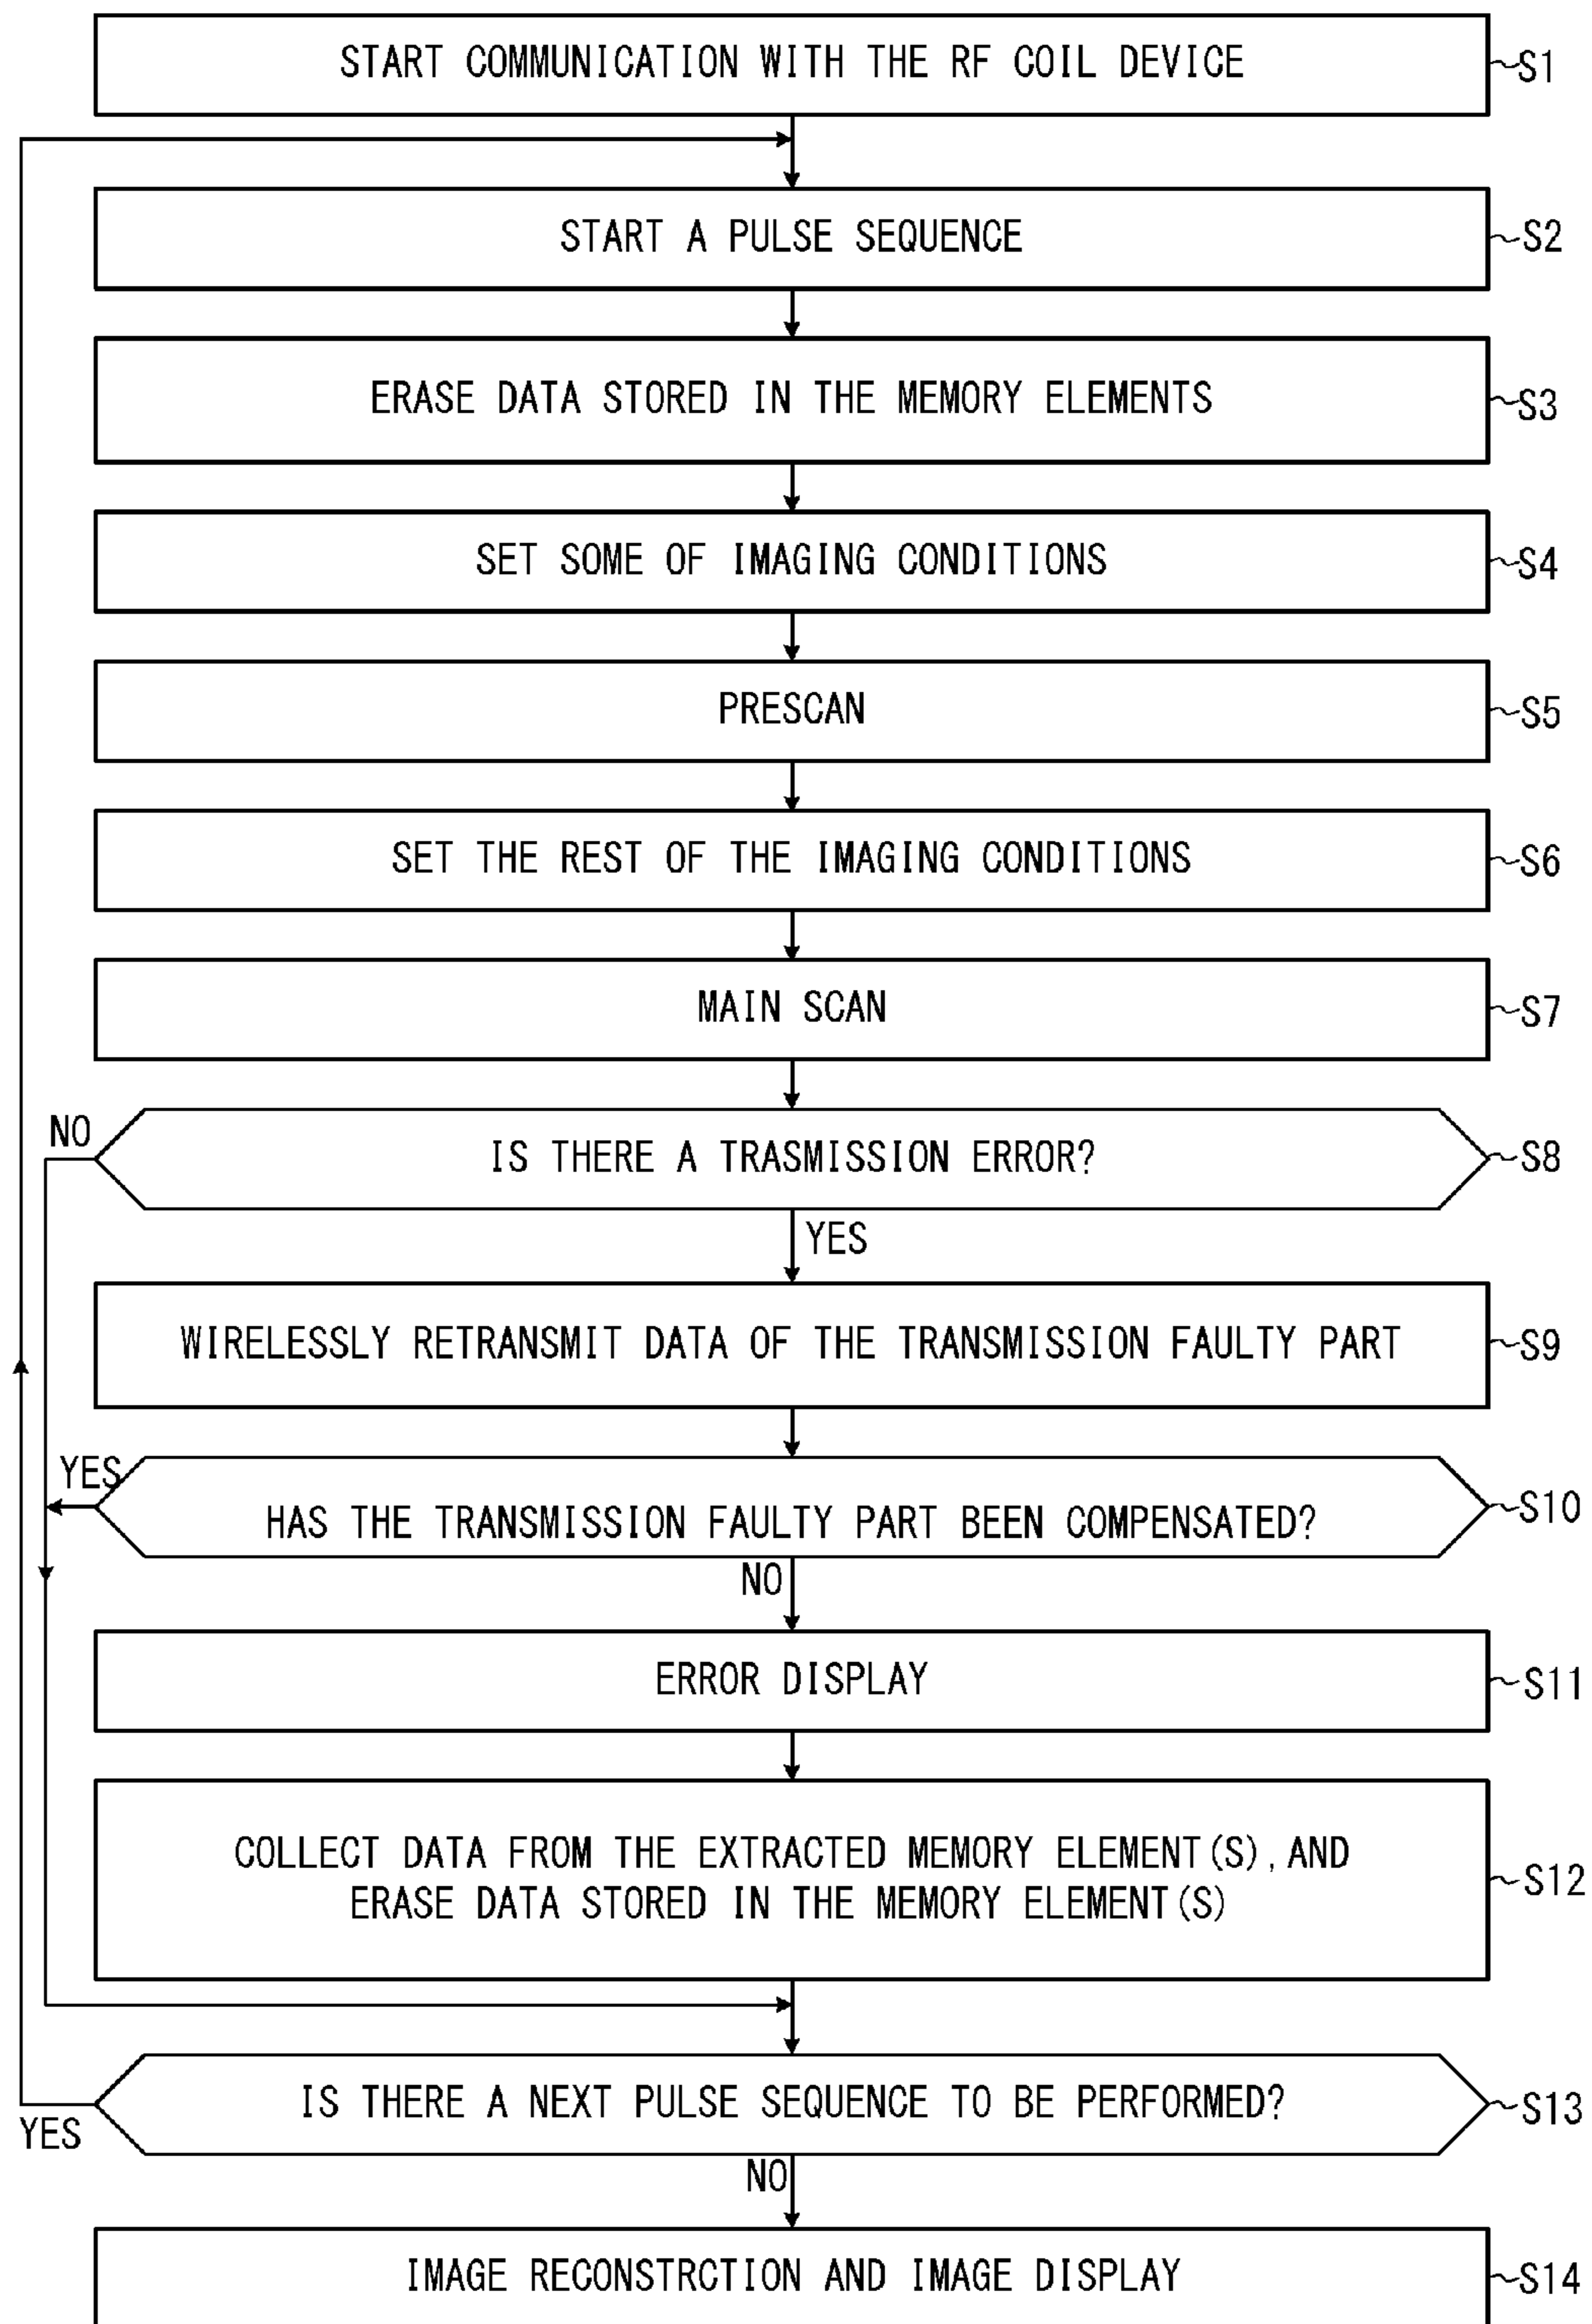 START COMMUNICATION WITH THE RF COIL DEVICE
S1
START A PULSE SEQUENCE
S2
ERASE DATA STORED IN THE MEMORY ELEMENTS
S3
SET SOME OF IMAGING CONDITIONS
S4
PRESCAN
S5
SET THE REST OF THE IMAGING CONDITIONS
S6
MAIN SCAN
S7
NO
IS THERE A TRASMISSION ERROR?
S8
YES
WIRELESSLY RETRANSMIT DATA OF THE TRANSMISSION FAULTY PART
S9
YES
HAS THE TRANSMISSION FAULTY PART BEEN COMPENSATED?
S10
NO
ERROR DISPLAY
S11
COLLECT DATA FROM THE EXTRACTED MEMORY ELEMENT(S), AND
ERASE DATA STORED IN THE MEMORY ELEMENT(S)
S12
IS THERE A NEXT PULSE SEQUENCE TO BE PERFORMED?
S13
YES
NO
IMAGE RECONSTRCTION AND IMAGE DISPLAY
S14